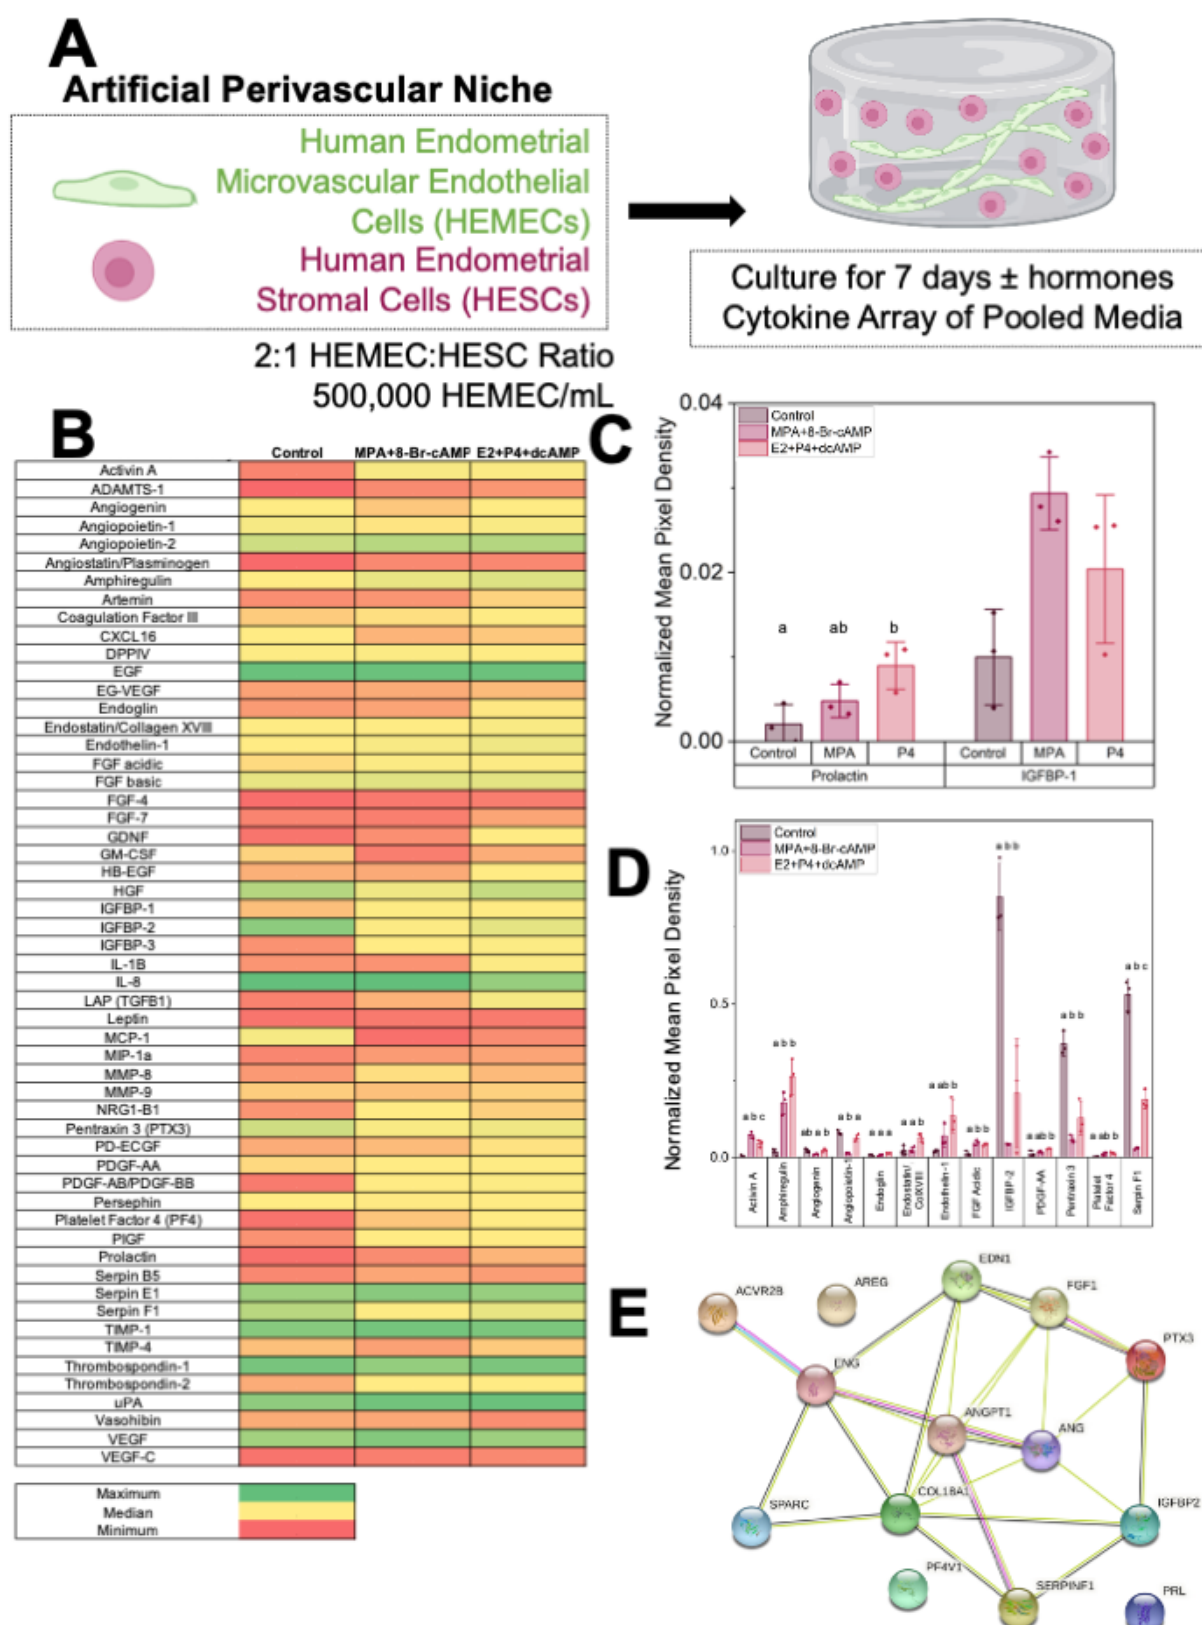 A
Artificial Perivascular Niche
Human Endometrial
Microvascular Endothelial
Cells (HEMECs)
Human Endometrial
Stromal Cells (HESCs)
2:1 HEMEC:HESC Ratio
500,000 HEMEC/mL
Culture for 7 days ± hormones
Cytokine Array of Pooled Media
B
Control MPA+8-Br-cAMP E2+P4+dcAMP
Activin A
ADAMTS-1
Angiogenin
Angiopoietin-1
Angiopoietin-2
Angiostatin/Plasminogen
Amphiregulin
Artemin
Coagulation Factor III
CXCL16
DPPIV
EGF
EG-VEGF
Endoglin
Endostatin/Collagen XVIII
Endothelin-1
FGF acidic
FGF basic
FGF-4
FGF-7
GDNF
GM-CSF
HB-EGF
HGF
IGFBP-1
IGFBP-2
IGFBP-3
IL-1B
IL-8
LAP (TGFB1)
Leptin
MCP-1
MIP-1a
MMP-8
MMP-9
NRG1-B1
Pentraxin 3 (PTX3)
PD-ECGF
PDGF-AA
PDGF-AB/PDGF-BB
Persephin
Platelet Factor 4 (PF4)
PlGF
Prolactin
Serpin B5
Serpin E1
Serpin F1
TIMP-1
TIMP-4
Thrombospondin-1
Thrombospondin-2
uPA
Vasohibin
VEGF
VEGF-C
Maximum
Median
Minimum
C
Normalized Mean Pixel Density
0.04
0.02
0.00
Control
MPA+8-Br-cAMP
E2+P4+dcAMP
a ab b
Control MPA P4 Control MPA P4
Prolactin IGFBP-1
D
Normalized Mean Pixel Density
1.0
0.5
0.0
Control
MPA+8-Br-cAMP
E2+P4+dcAMP
a b c
a b b
ab a b
a b a
a a a
a a b
a ab b
a b b
a b b
a ab b
a b b
a ab b
a b c
Activin A
Amphiregulin
Angiogenin
Angiopoietin-1
Endoglin
Endostatin/
ColXVIII
Endothelin-1
FGF Acidic
IGFBP-2
PDGF-AA
Pentraxin 3
Platelet
Factor 4
Serpin F1
E
EDN1
ACVR2B
AREG
FGF1
PTX3
ENG
ANGPT1
ANG
COL18A1
SPARC
IGFBP2
PF4V1
SERPINF1
PRL